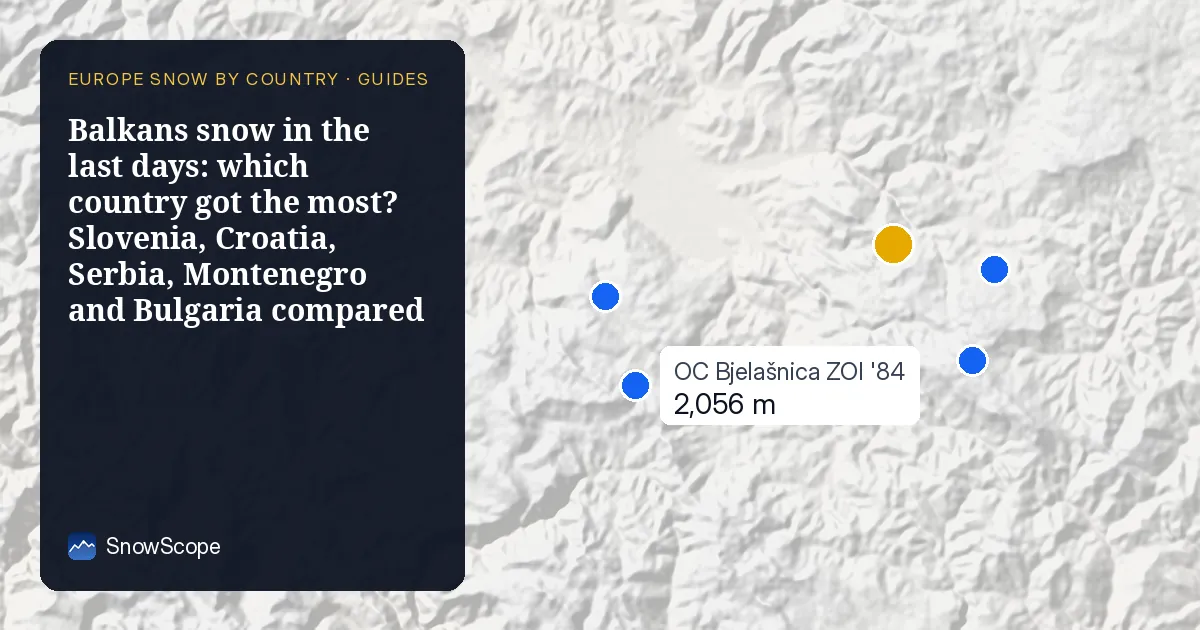 EUROPE SNOW BY COUNTRY · GUIDES
Balkans snow in the
last days: which
country got the most?
Slovenia, Croatia,
Serbia, Montenegro
and Bulgaria compared
OC Bjelašnica ZOI '84
2,056 m
SnowScope